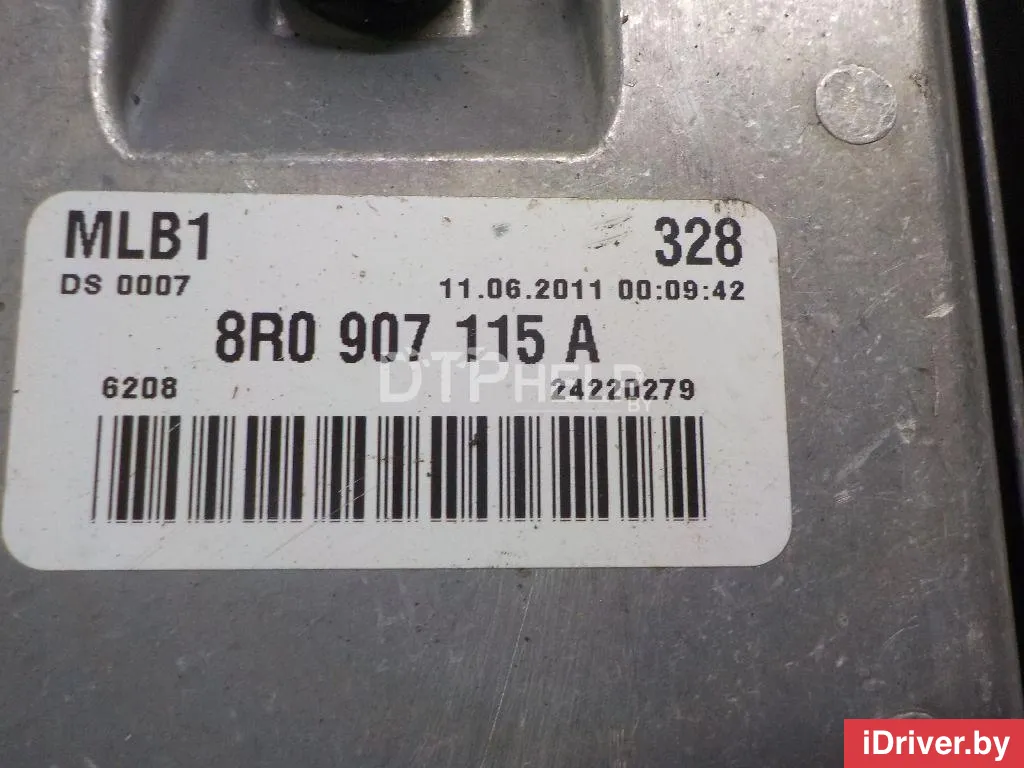 MLB1 328
DS 0007 11.06.2011 00:09:42
8R0 907 115 A
6208 24220279
DTPHELP
BY
iDriver.by